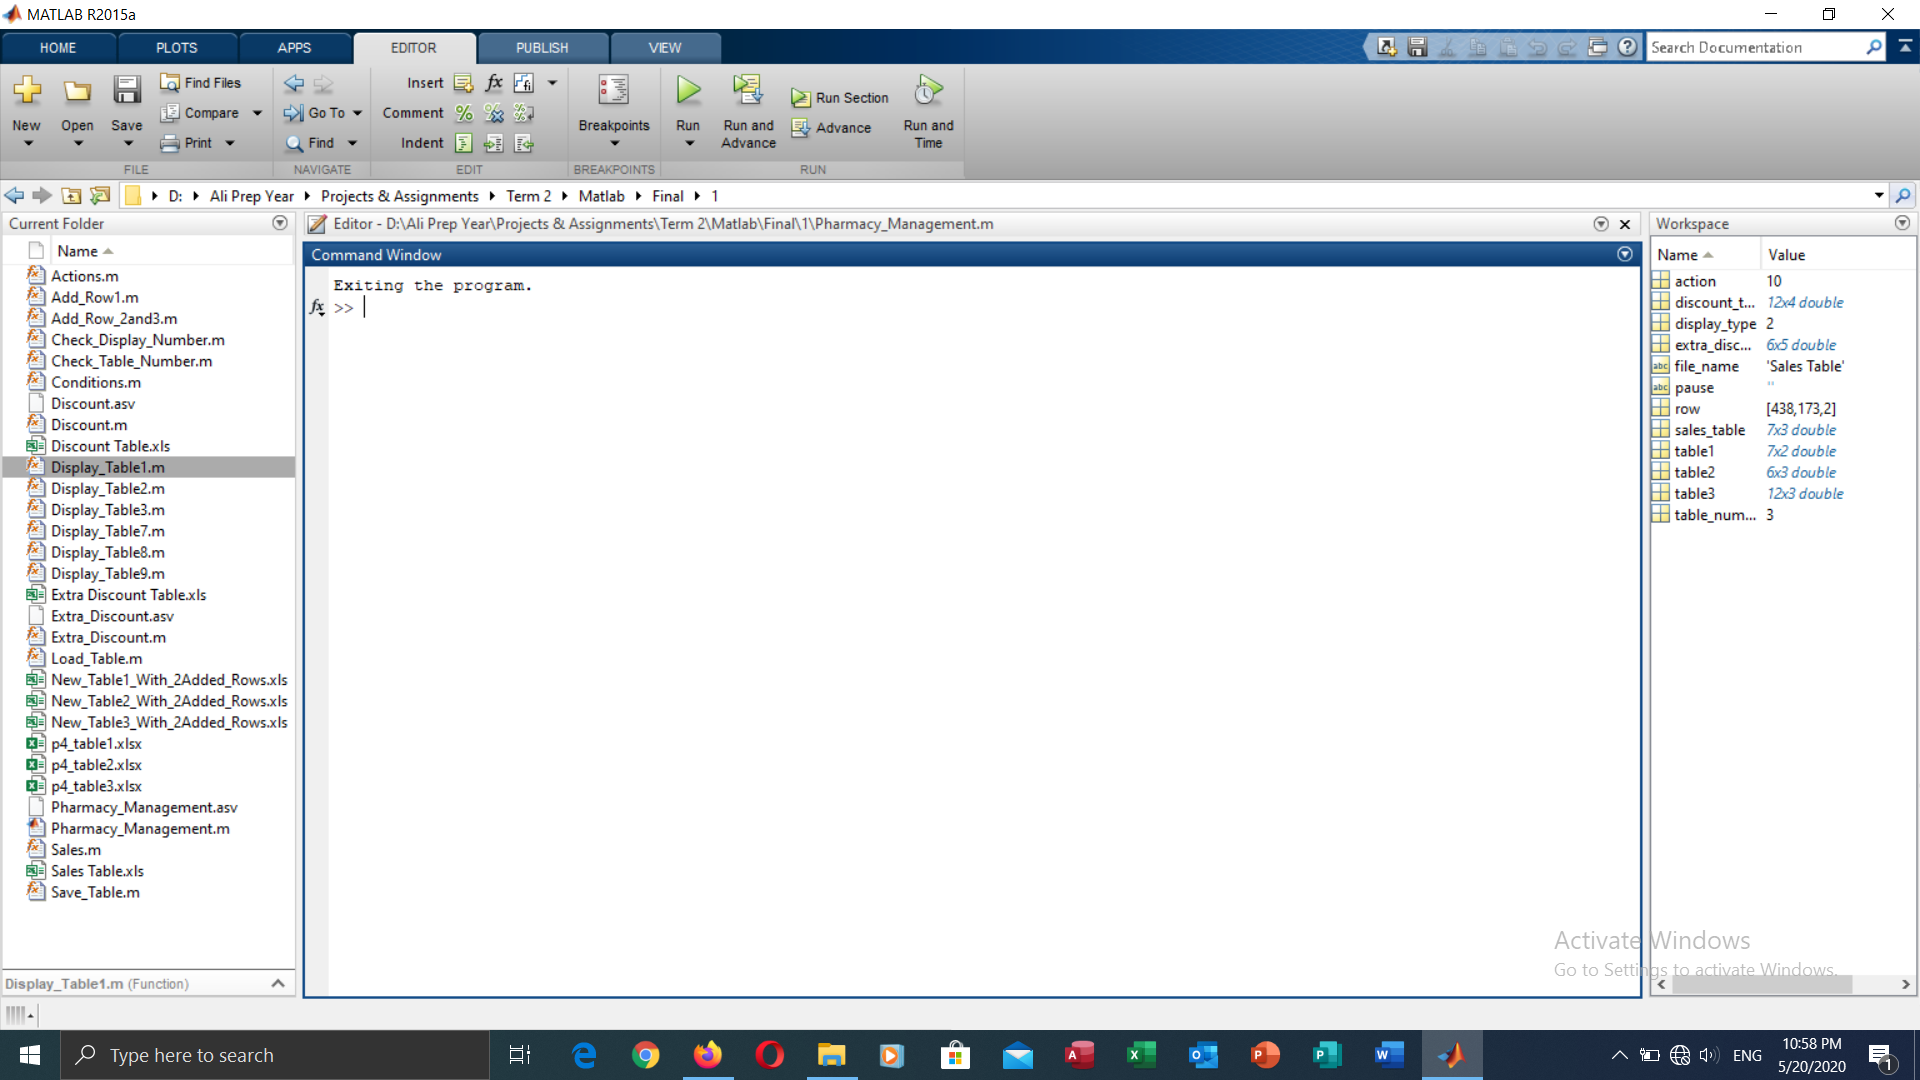 MATLAB R2015a
HOME PLOTS APPS EDITOR PUBLISH VIEW
Search Documentation
New Open Save
Find Files
Compare
Print
FILE
Go To
Find
NAVIGATE
Insert
Comment
Indent
EDIT
Breakpoints
BREAKPOINTS
Run
Run and Advance
Run Section
Advance
Run and Time
RUN
D: Ali Prep Year Projects & Assignments Term 2 Matlab Final 1
Current Folder
Name
Actions.m
Add_Row1.m
Add_Row_2and3.m
Check_Display_Number.m
Check_Table_Number.m
Conditions.m
Discount.asv
Discount.m
Discount Table.xls
Display_Table1.m
Display_Table2.m
Display_Table3.m
Display_Table7.m
Display_Table8.m
Display_Table9.m
Extra Discount Table.xls
Extra_Discount.asv
Extra_Discount.m
Load_Table.m
New_Table1_With_2Added_Rows.xls
New_Table2_With_2Added_Rows.xls
New_Table3_With_2Added_Rows.xls
p4_table1.xlsx
p4_table2.xlsx
p4_table3.xlsx
Pharmacy_Management.asv
Pharmacy_Management.m
Sales.m
Sales Table.xls
Save_Table.m
Display_Table1.m (Function)
Editor - D:\Ali Prep Year\Projects & Assignments\Term 2\Matlab\Final\1\Pharmacy_Management.m
Command Window
Exiting the program.
fx >>
Workspace
Name Value
action 10
discount_t... 12x4 double
display_type 2
extra_disc... 6x5 double
file_name 'Sales Table'
pause ''
row [438,173,2]
sales_table 7x3 double
table1 7x2 double
table2 6x3 double
table3 12x3 double
table_num... 3
Activate Windows
Go to Settings to activate Windows.
Type here to search
ENG
10:58 PM
5/20/2020
1